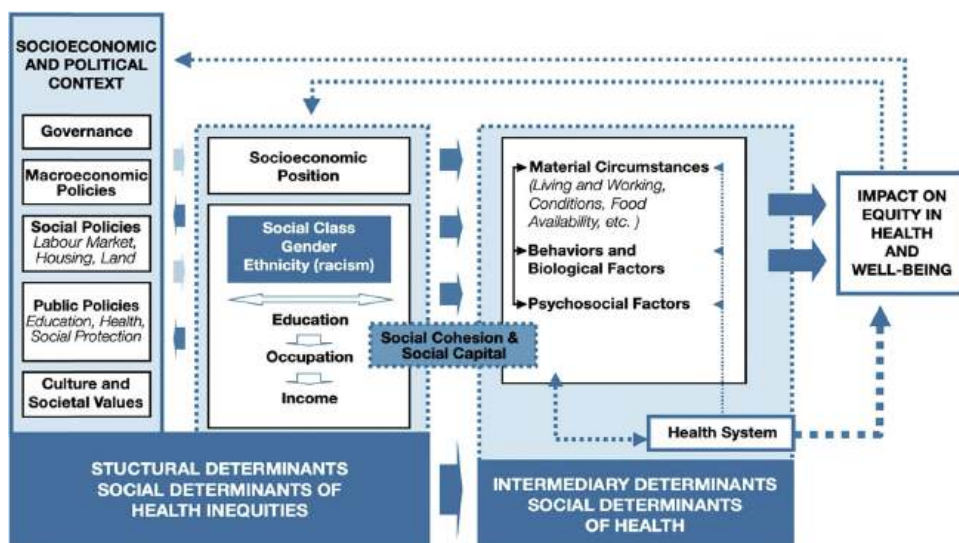 SOCIOECONOMIC
AND POLITICAL
CONTEXT
Governance
Macroeconomic
Policies
Social Policies
Labour Market,
Housing, Land
Public Policies
Education, Health,
Social Protection
Culture and
Societal Values
Socioeconomic
Position
Social Class
Gender
Ethnicity (racism)
Education
Occupation
Income
Social Cohesion &
Social Capital
Material Circumstances
(Living and Working,
Conditions, Food
Availability, etc. )
Behaviors and
Biological Factors
Psychosocial Factors
Health System
IMPACT ON
EQUITY IN
HEALTH
AND
WELL-BEING
STUCTURAL DETERMINANTS
SOCIAL DETERMINANTS OF
HEALTH INEQUITIES
INTERMEDIARY DETERMINANTS
SOCIAL DETERMINANTS
OF HEALTH